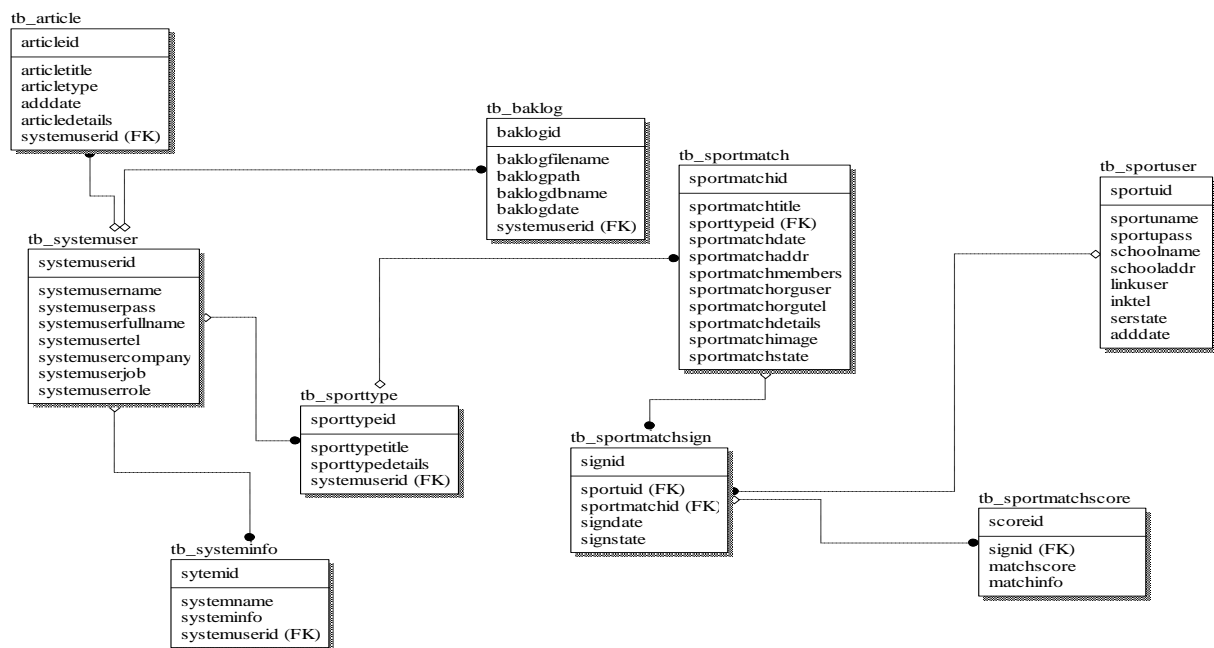 tb_article
articleid
articletitle
articletype
adddate
articledetails
systemuserid (FK)
tb_baklog
baklogid
baklogfilename
baklogpath
baklogdbname
baklogdate
systemuserid (FK)
tb_sportmatch
sportmatchid
sportmatchtitle
sporttypeid (FK)
sportmatchdate
sportmatchaddr
sportmatchmembers
sportmatchorguser
sportmatchorgutel
sportmatchdetails
sportmatchimage
sportmatchstate
tb_sportuser
sportuid
sportuname
sportupass
schoolname
schooladdr
linkuser
inktel
serstate
adddate
tb_systemuser
systemuserid
systemusername
systemuserpass
systemuserfullname
systemusertel
systemusercompany
systemuserjob
systemuserrole
tb_sporttype
sporttypeid
sporttypetitle
sporttypedetails
systemuserid (FK)
tb_sportmatchsign
signid
sportuid (FK)
sportmatchid (FK)
signdate
signstate
tb_sportmatchscore
scoreid
signid (FK)
matchscore
matchinfo
tb_systeminfo
sytemid
systemname
systeminfo
systemuserid (FK)